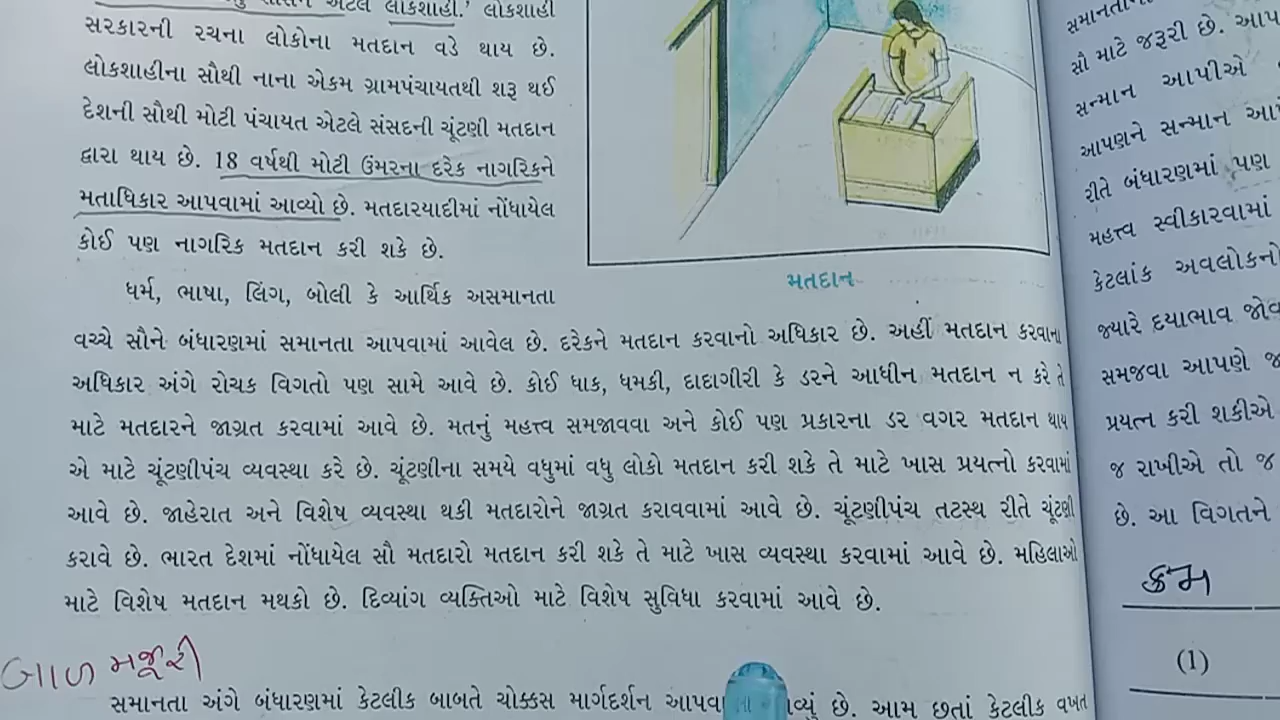 એટલે લોકશાહી.’ લોકશાહી
સરકારની રચના લોકોના મતદાન વડે થાય છે.
લોકશાહીના સૌથી નાના એકમ ગ્રામપંચાયતથી શરૂ થઈ
દેશની સૌથી મોટી પંચાયત એટલે સંસદની ચૂંટણી મતદાન
દ્વારા થાય છે. 18 વર્ષથી મોટી ઉંમરના દરેક નાગરિકને
મતાધિકાર આપવામાં આવ્યો છે. મતદારયાદીમાં નોંધાયેલ
કોઈ પણ નાગરિક મતદાન કરી શકે છે.
મતદાન
ધર્મ, ભાષા, લિંગ, બોલી કે આર્થિક અસમાનતા
વચ્ચે સૌને બંધારણમાં સમાનતા આપવામાં આવેલ છે. દરેકને મતદાન કરવાનો અધિકાર છે. અહીં મતદાન કરવાના
અધિકાર અંગે રોચક વિગતો પણ સામે આવે છે. કોઈ ધાક, ધમકી, દાદાગીરી કે ડરને આધીન મતદાન ન કરે તે
માટે મતદારને જાગ્રત કરવામાં આવે છે. મતનું મહત્ત્વ સમજાવવા અને કોઈ પણ પ્રકારના ડર વગર મતદાન થાય
એ માટે ચૂંટણીપંચ વ્યવસ્થા કરે છે. ચૂંટણીના સમયે વધુમાં વધુ લોકો મતદાન કરી શકે તે માટે ખાસ પ્રયત્નો કરવામાં
આવે છે. જાહેરાત અને વિશેષ વ્યવસ્થા થકી મતદારોને જાગ્રત કરાવવામાં આવે છે. ચૂંટણીપંચ તટસ્થ રીતે ચૂંટણી
કરાવે છે. ભારત દેશમાં નોંધાયેલ સૌ મતદારો મતદાન કરી શકે તે માટે ખાસ વ્યવસ્થા કરવામાં આવે છે. મહિલાઓ
માટે વિશેષ મતદાન મથકો છે. દિવ્યાંગ વ્યક્તિઓ માટે વિશેષ સુવિધા કરવામાં આવે છે.
બાળ મજૂરી
સમાનતા અંગે બંધારણમાં કેટલીક બાબતે ચોક્કસ માર્ગદર્શન છે. આમ છતાં કેટલીક વખત
સૌ માટે જરૂરી છે.
સન્માન આપીએ
આપણને સન્માન
રીતે બંધારણમાં પણ
મહત્ત્વ સ્વીકારવામાં
કેટલાંક અવલોકનો
જ્યારે દયાભાવ
સમજવા આપણે
પ્રયત્ન કરી શકીએ
જ રાખીએ તો જ
છે. આ વિગતને
ક્રમ
(1)